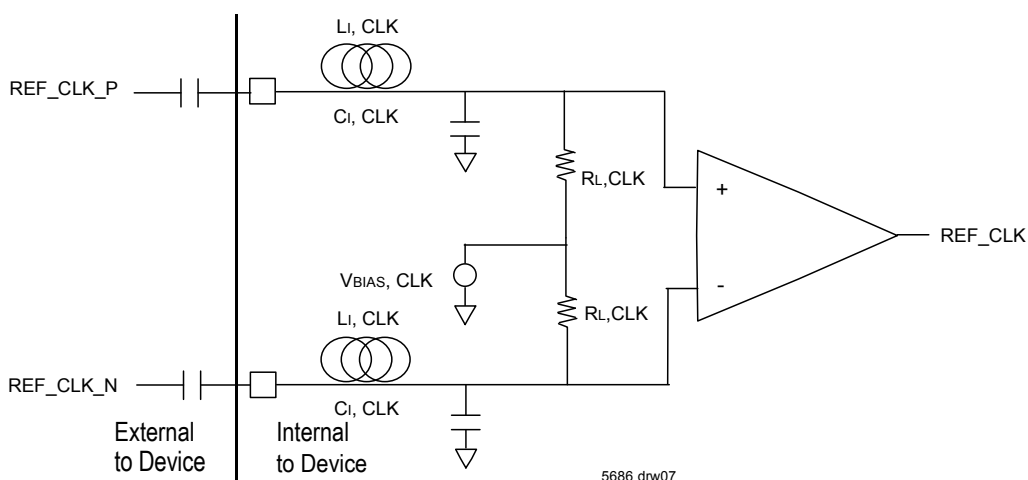 LI, CLK
REF_CLK_P
CI, CLK
RL,CLK
+
REF_CLK
VBIAS, CLK
-
RL,CLK
LI, CLK
REF_CLK_N
CI, CLK
External
to Device
Internal
to Device
5686 drw07